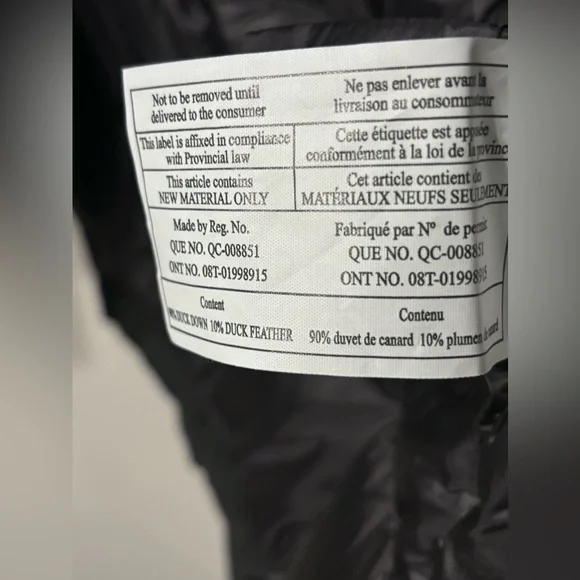 Not to be removed until
delivered to the consumer
Ne pas enlever avant la
livraison au consommateur
This label is affixed in compliance
with Provincial law
Cette étiquette est apposée
conformément à la loi de la provinc
This article contains
NEW MATERIAL ONLY
Cet article contient des
MATÉRIAUX NEUFS SEULEMENT
Made by Reg. No.
QUE NO. QC-008851
ONT NO. 08T-01998915
Fabriqué par Nº de permis
QUE NO. QC-008851
ONT NO. 08T-01998915
Content
90% DUCK DOWN 10% DUCK FEATHER
Contenu
90% duvet de canard 10% plumes de canard